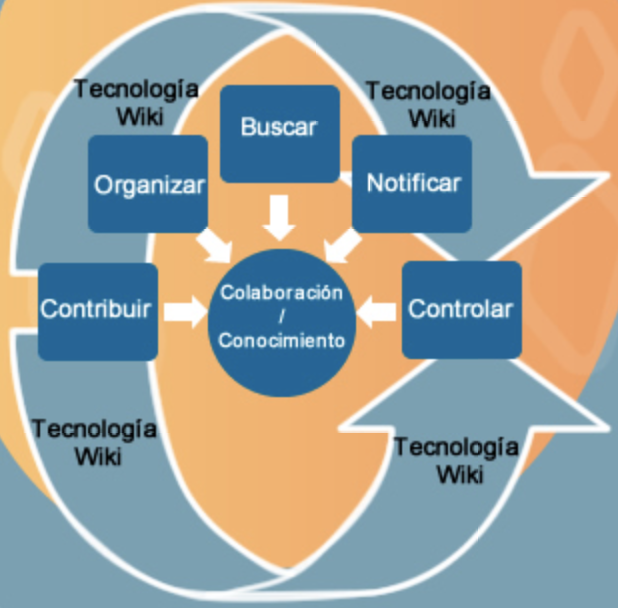 Tecnología
Wiki
Tecnología
Wiki
Buscar
Organizar
Notificar
Colaboración
/
Conocimiento
Contribuir
Controlar
Tecnología
Wiki
Tecnología
Wiki